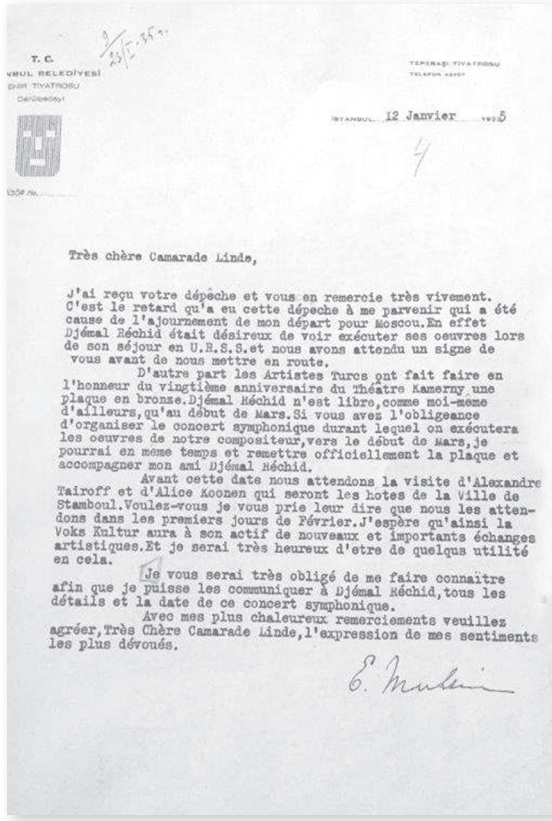 T. C.
NBUL BELEDİYESİ
EHİR TİYATROSU
Darülbedayi
2
23/I-35 г.
TEPEBAŞI TİYATROSU
TELEFON
İSTANBUL, 12 Janvier 1935
4
Très chère Camarade Linde,
J'ai reçu votre dépêche et vous en remercie très vivement.
C'est le retard qu'a eu cette dépeche à me parvenir qui a été
cause de l'ajournement de mon départ pour Moscou.En effet
Djémal Réchid était désireux de voir exécuter ses oeuvres lors
de son séjour en U.R.S.S.et nous avons attendu un signe de
vous avant de nous mettre en route.
D'autre part les Artistes Turcs ont fait faire en
l'honneur du vingtième anniversaire du Théatre Kamerny une
plaque en bronze.Djémal Réchid n'est libre,comme moi-meme
d'ailleurs,qu'au début de Mars.Si vous avez l'obligeance
d'organiser le concert symphonique durant lequel on exécutera
les oeuvres de notre compositeur,vers le début de Mars,je
pourrai en meme temps et remettre officiellement la plaque et
accompagner mon ami Djémal Réchid.
Avant cette date nous attendons la visite d'Alexandre
Tairoff et d'Alice Koonen qui seront les hotes de la Ville de
Stamboul.Voulez-vous je vous prie leur dire que nous les atten-
dons dans les premiers jours de Février.J'espère qu'ainsi la
Voks Kultur aura à son actif de nouveaux et importants échanges
artistiques.Et je serai très heureux d'etre de quelqus utilité
en cela.
Je vous serai très obligé de me faire connaître
afin que je puisse les communiquer à Djémal Réchid,tous les
détails et la date de ce concert symphonique.
Avec mes plus chaleureux remerciements veuillez
agréer,Très Chère Camarade Linde,l'expression de mes sentiments
les plus dévoués.